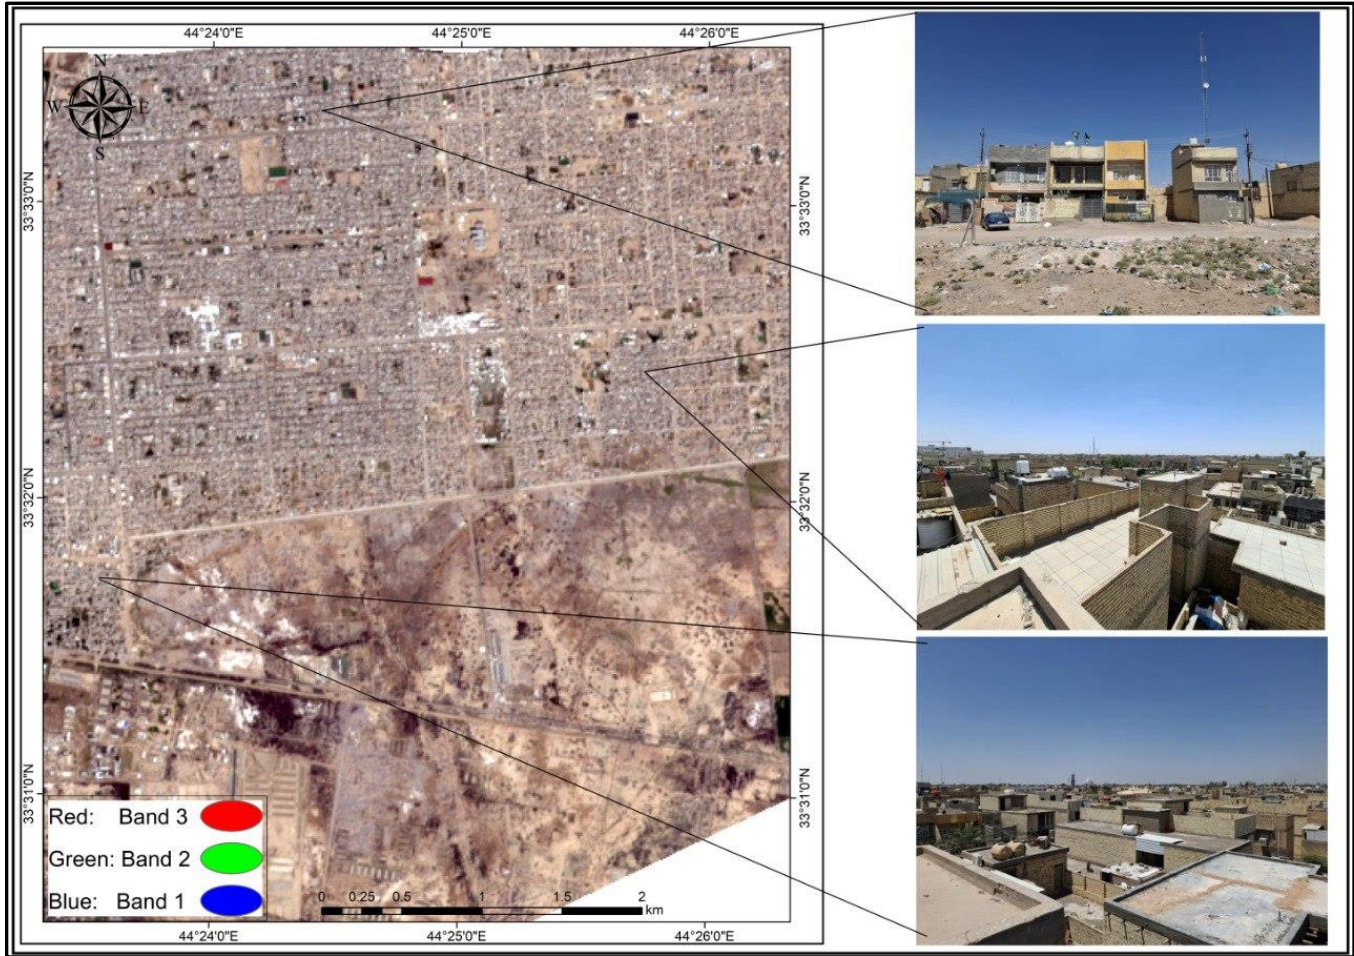 44°24'0"E 44°25'0"E 44°26'0"E
N
W E
S
33°33'0"N 33°33'0"N
33°32'0"N 33°32'0"N
33°31'0"N 33°31'0"N
Red: Band 3
Green: Band 2
Blue: Band 1
0 0.25 0.5 1 1.5 2
km
44°24'0"E 44°25'0"E 44°26'0"E